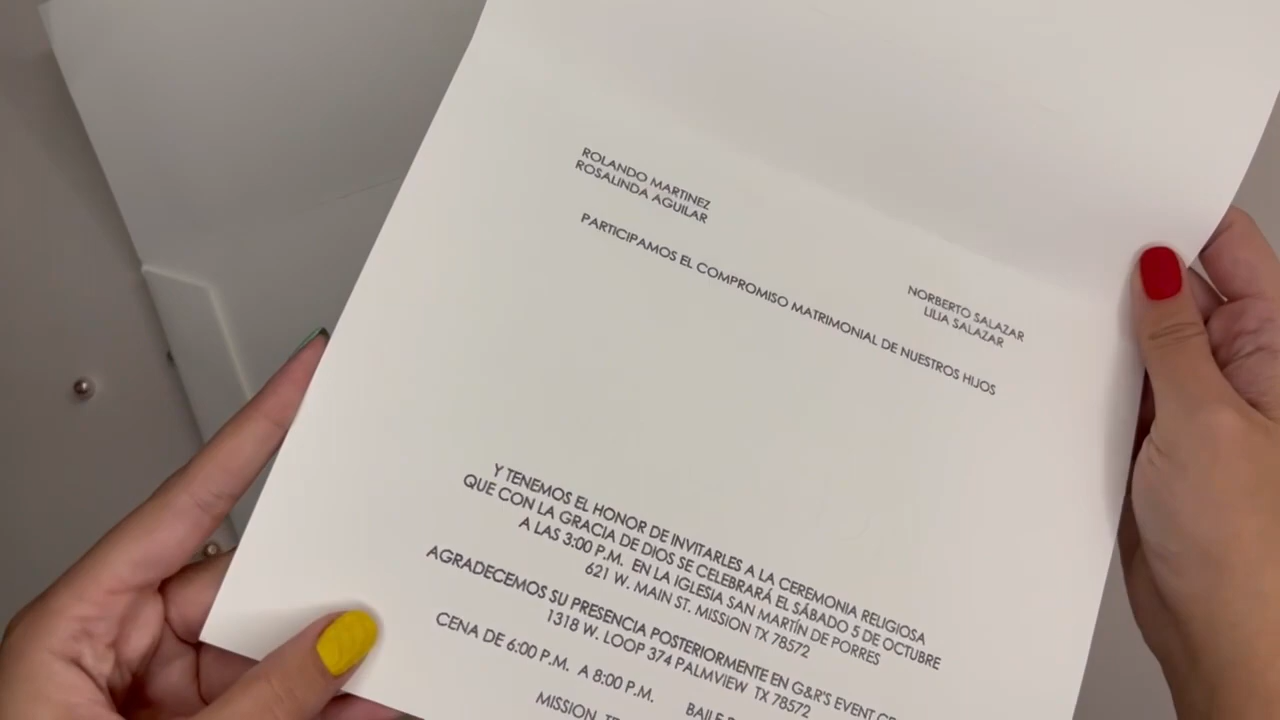 ROLANDO MARTINEZ
ROSALINDA AGUILAR
NORBERTO SALAZAR
LILIA SALAZAR
PARTICIPAMOS EL COMPROMISO MATRIMONIAL DE NUESTROS HIJOS
Y TENEMOS EL HONOR DE INVITARLES A LA CEREMONIA RELIGIOSA
QUE CON LA GRACIA DE DIOS SE CELEBRARÁ EL SÁBADO 5 DE OCTUBRE
A LAS 3:00 P.M. EN LA IGLESIA SAN MARTÍN DE PORRES
621 W. MAIN ST. MISSION TX 78572
AGRADECEMOS SU PRESENCIA POSTERIORMENTE EN G&R'S EVENT
1318 W. LOOP 374 PALMVIEW TX 78572
CENA DE 6:00 P.M. A 8:00 P.M. BAILE
MISSION,